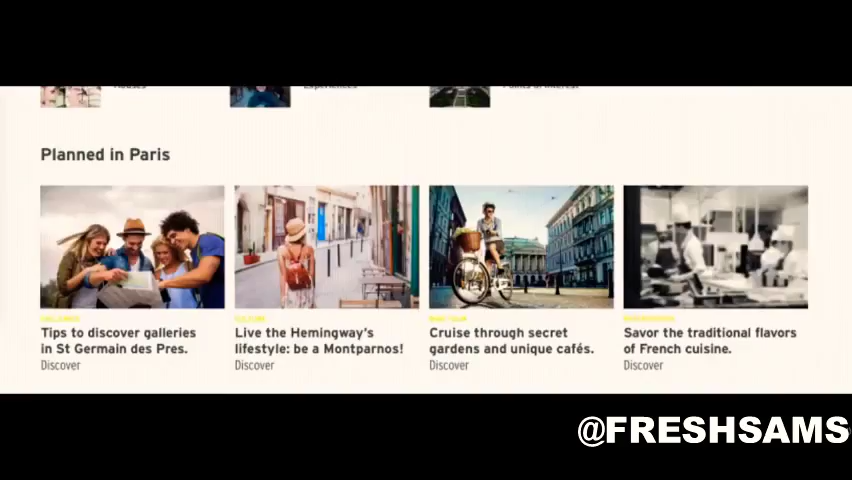 Planned in Paris
Tips to discover galleries
in St Germain des Pres.
Discover
Live the Hemingway's
lifestyle: be a Montparnos!
Discover
Cruise through secret
gardens and unique cafés.
Discover
Savor the traditional flavors
of French cuisine.
Discover
@FRESHSAMS